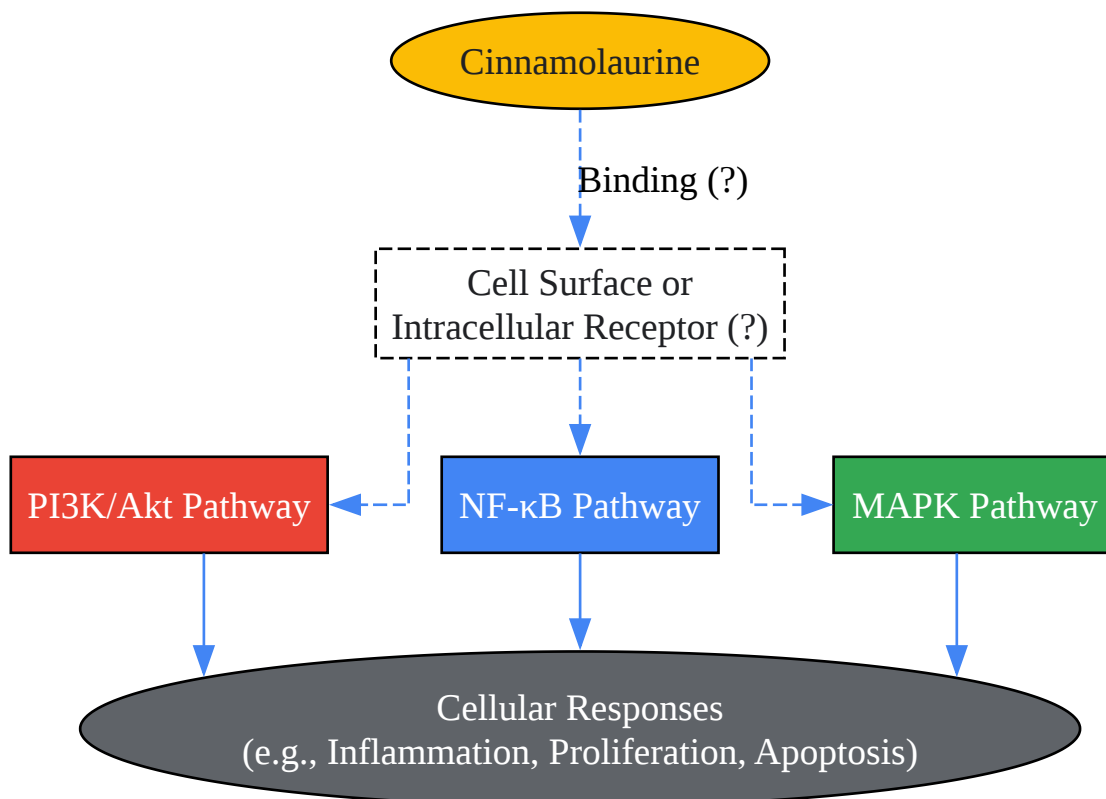 Cinnamolaurine
Binding (?)
Cell Surface or
Intracellular Receptor (?)
PI3K/Akt Pathway
NF-κB Pathway
MAPK Pathway
Cellular Responses
(e.g., Inflammation, Proliferation, Apoptosis)